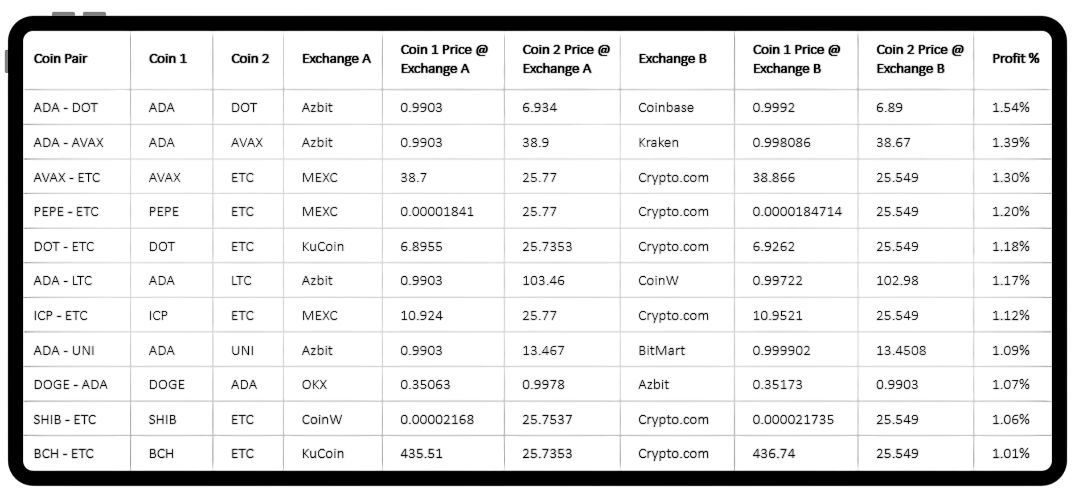 Coin Pair Coin 1 Coin 2 Exchange A Coin 1 Price @ Exchange A Coin 2 Price @ Exchange A Exchange B Coin 1 Price @ Exchange B Coin 2 Price @ Exchange B Profit %
ADA - DOT ADA DOT Azbit 0.9903 6.934 Coinbase 0.9992 6.89 1.54%
ADA - AVAX ADA AVAX Azbit 0.9903 38.9 Kraken 0.998086 38.67 1.39%
AVAX - ETC AVAX ETC MEXC 38.7 25.77 Crypto.com 38.866 25.549 1.30%
PEPE - ETC PEPE ETC MEXC 0.00001841 25.77 Crypto.com 0.0000184714 25.549 1.20%
DOT - ETC DOT ETC KuCoin 6.8955 25.7353 Crypto.com 6.9262 25.549 1.18%
ADA - LTC ADA LTC Azbit 0.9903 103.46 CoinW 0.99722 102.98 1.17%
ICP - ETC ICP ETC MEXC 10.924 25.77 Crypto.com 10.9521 25.549 1.12%
ADA - UNI ADA UNI Azbit 0.9903 13.467 BitMart 0.999902 13.4508 1.09%
DOGE - ADA DOGE ADA OKX 0.35063 0.9978 Azbit 0.35173 0.9903 1.07%
SHIB - ETC SHIB ETC CoinW 0.00002168 25.7537 Crypto.com 0.000021735 25.549 1.06%
BCH - ETC BCH ETC KuCoin 435.51 25.7353 Crypto.com 436.74 25.549 1.01%